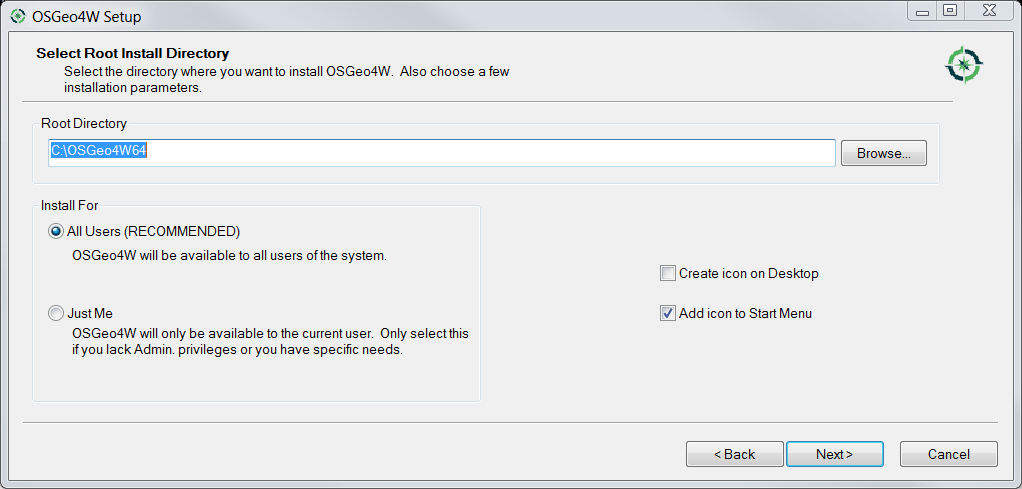 OSGeo4W Setup
Select Root Install Directory
Select the directory where you want to install OSGeo4W. Also choose a few
installation parameters.
Root Directory
C:\OSGeo4W64
Browse...
Install For
All Users (RECOMMENDED)
OSGeo4W will be available to all users of the system.
Just Me
OSGeo4W will only be available to the current user. Only select this
if you lack Admin. privileges or you have specific needs.
Create icon on Desktop
Add icon to Start Menu
< Back
Next >
Cancel